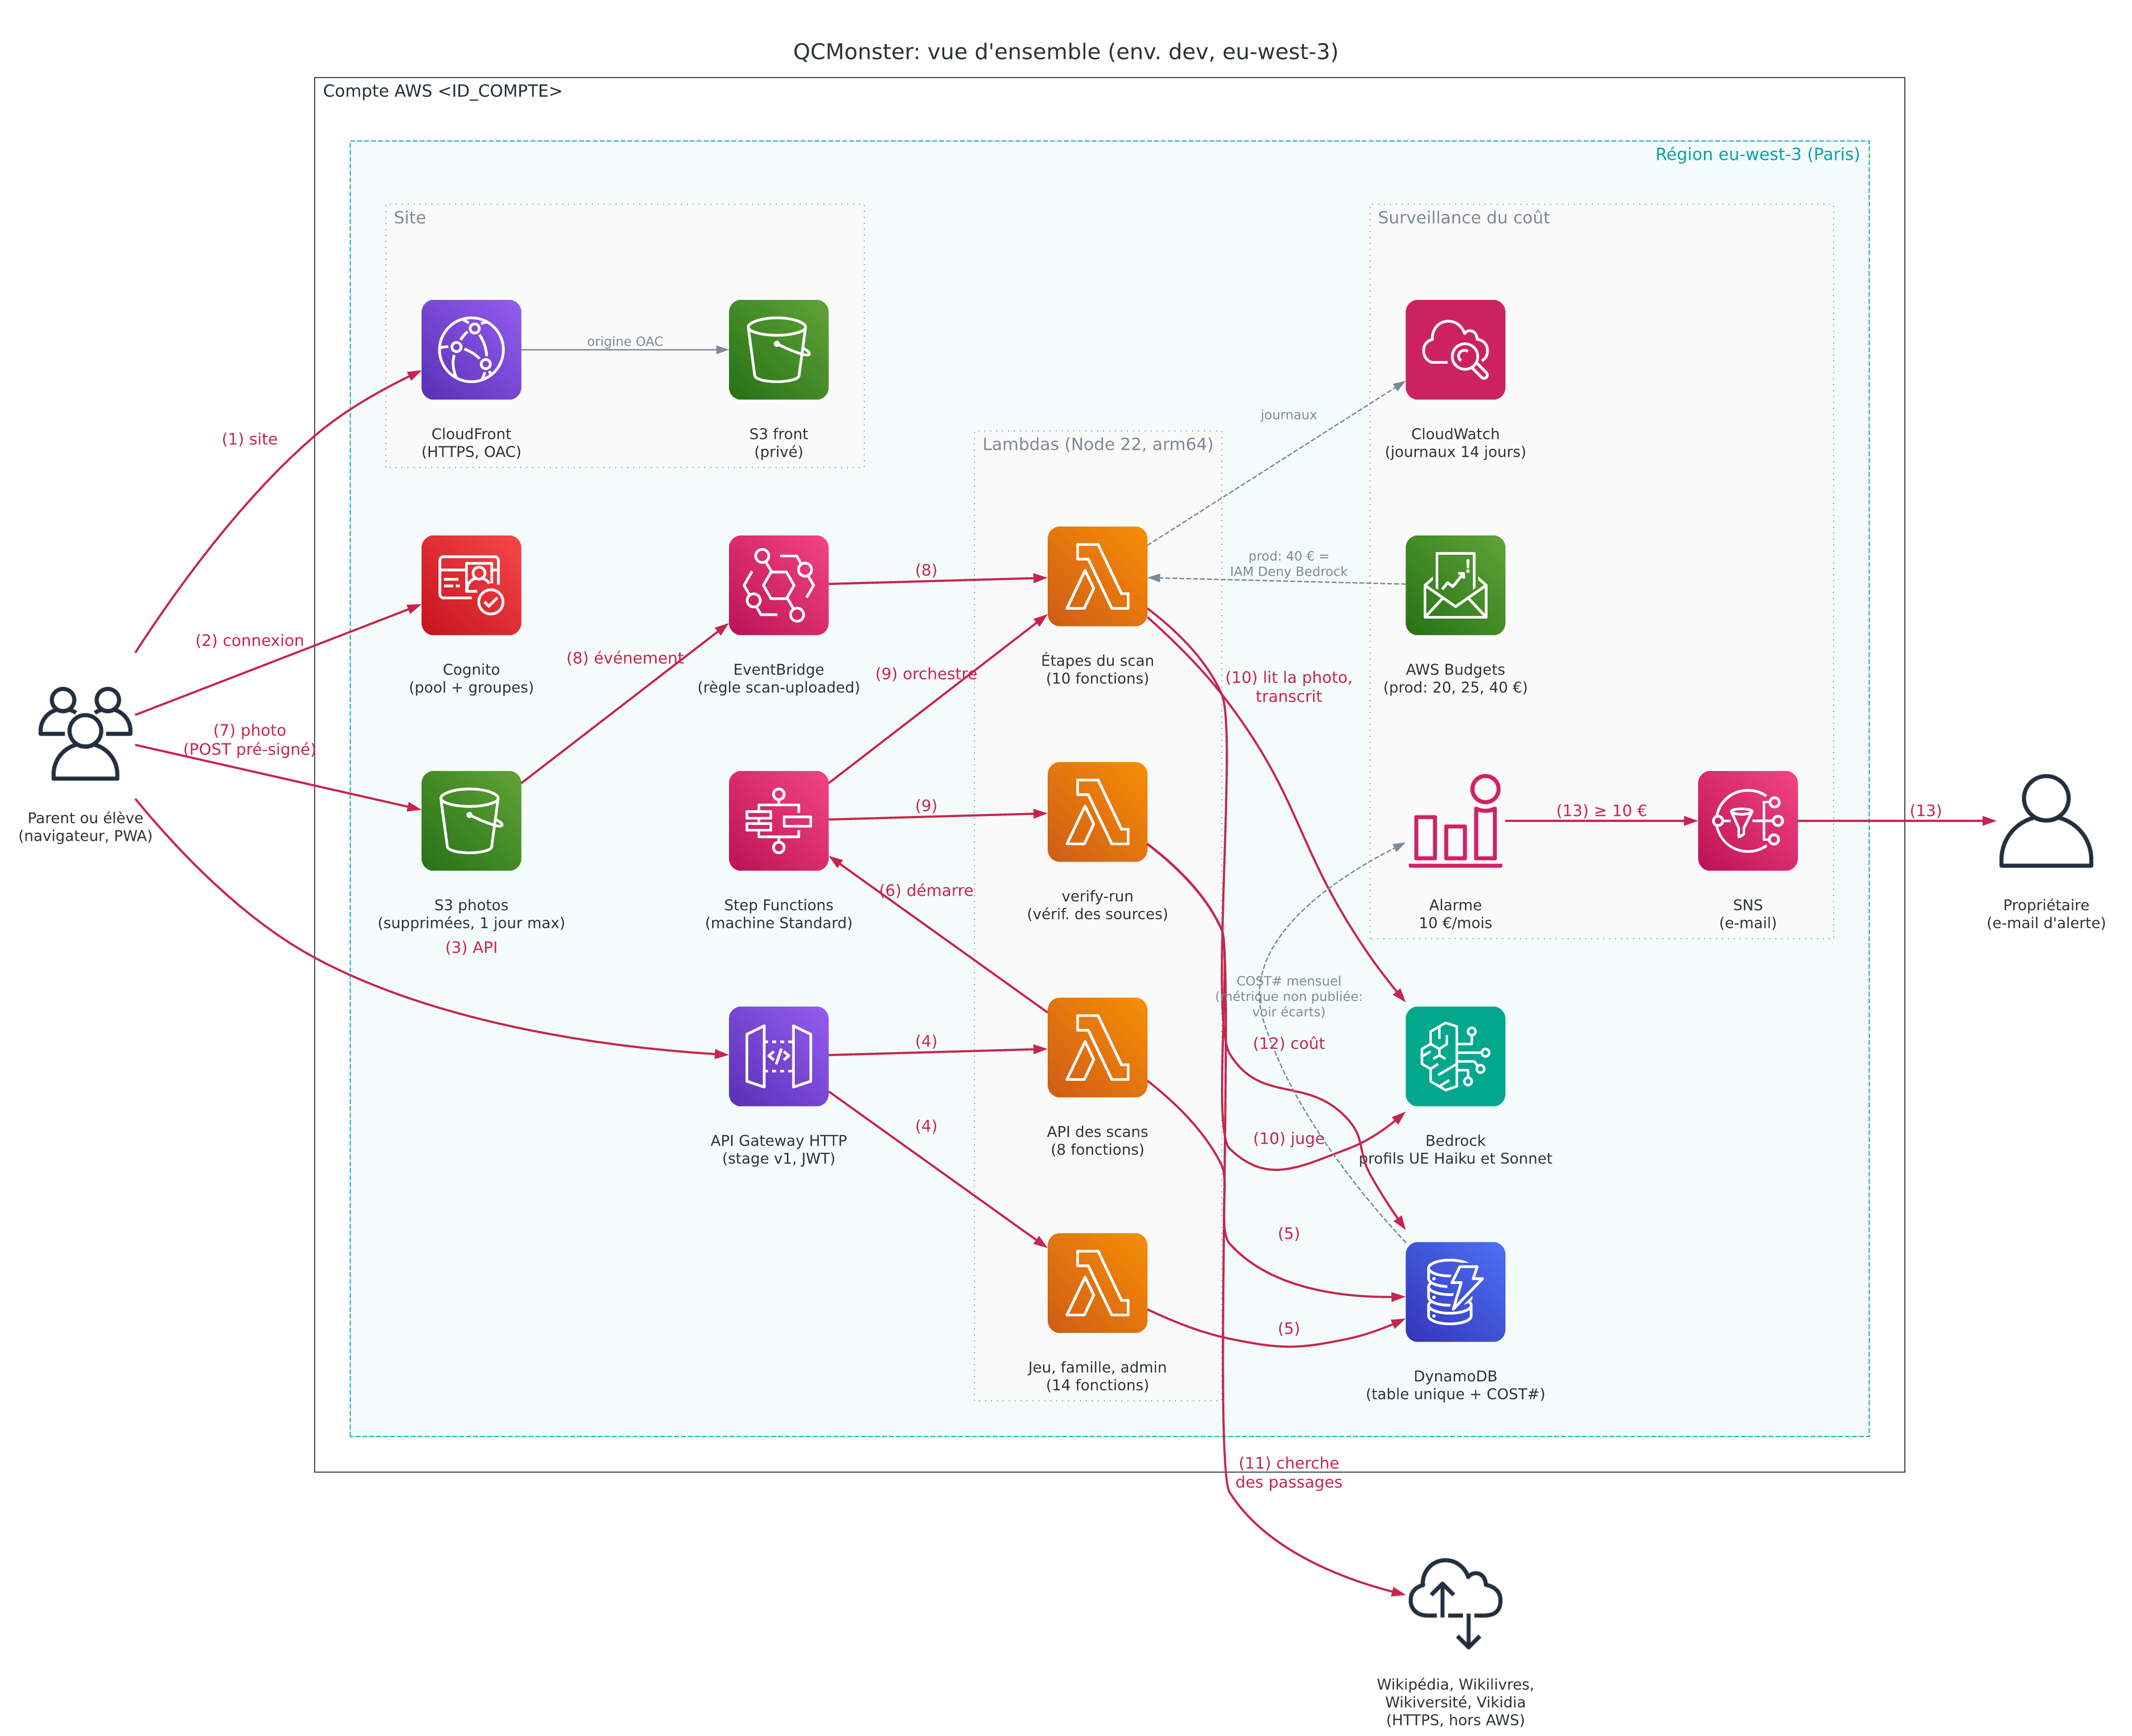 QCMonster: vue d'ensemble (env. dev, eu-west-3)
Compte AWS <ID_COMPTE>
Région eu-west-3 (Paris)
Site
Surveillance du coût
origine OAC
CloudFront
(HTTPS, OAC)
S3 front
(privé)
journaux
CloudWatch
(journaux 14 jours)
Lambdas (Node 22, arm64)
(1) site
(2) connexion
Cognito
(pool + groupes)
(8) événement
EventBridge
(règle scan-uploaded)
(8)
(9) orchestre
Étapes du scan
(10 fonctions)
prod: 40 € =
IAM Deny Bedrock
AWS Budgets
(prod: 20, 25, 40 €)
(10) lit la photo,
transcrit
(7) photo
(POST pré-signé)
Parent ou élève
(navigateur, PWA)
S3 photos
(supprimées, 1 jour max)
(3) API
Step Functions
(machine Standard)
(9)
(6) démarre
verify-run
(vérif. des sources)
Alarme
10 €/mois
(13) ≥ 10 €
SNS
(e-mail)
(13)
Propriétaire
(e-mail d'alerte)
COST# mensuel
(métrique non publiée:
voir écarts)
(12) coût
API Gateway HTTP
(stage v1, JWT)
(4)
(4)
API des scans
(8 fonctions)
(10) juge
Bedrock
profils UE Haiku et Sonnet
(5)
(5)
Jeu, famille, admin
(14 fonctions)
DynamoDB
(table unique + COST#)
(11) cherche
des passages
Wikipédia, Wikilivres,
Wikiversité, Vikidia
(HTTPS, hors AWS)